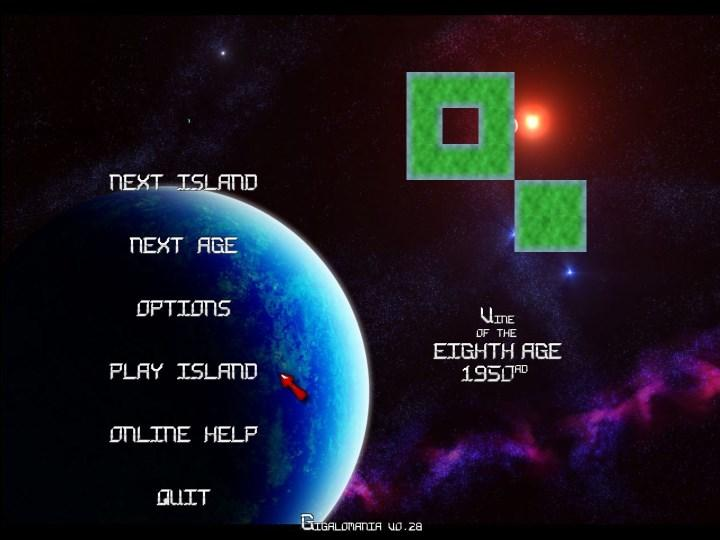 NEXT ISLAND
NEXT AGE
OPTIONS
PLAY ISLAND
ONLINE HELP
QUIT
VINE
OF THE
EIGHTH AGE
1950AD
GIGALOMANIA V0.28